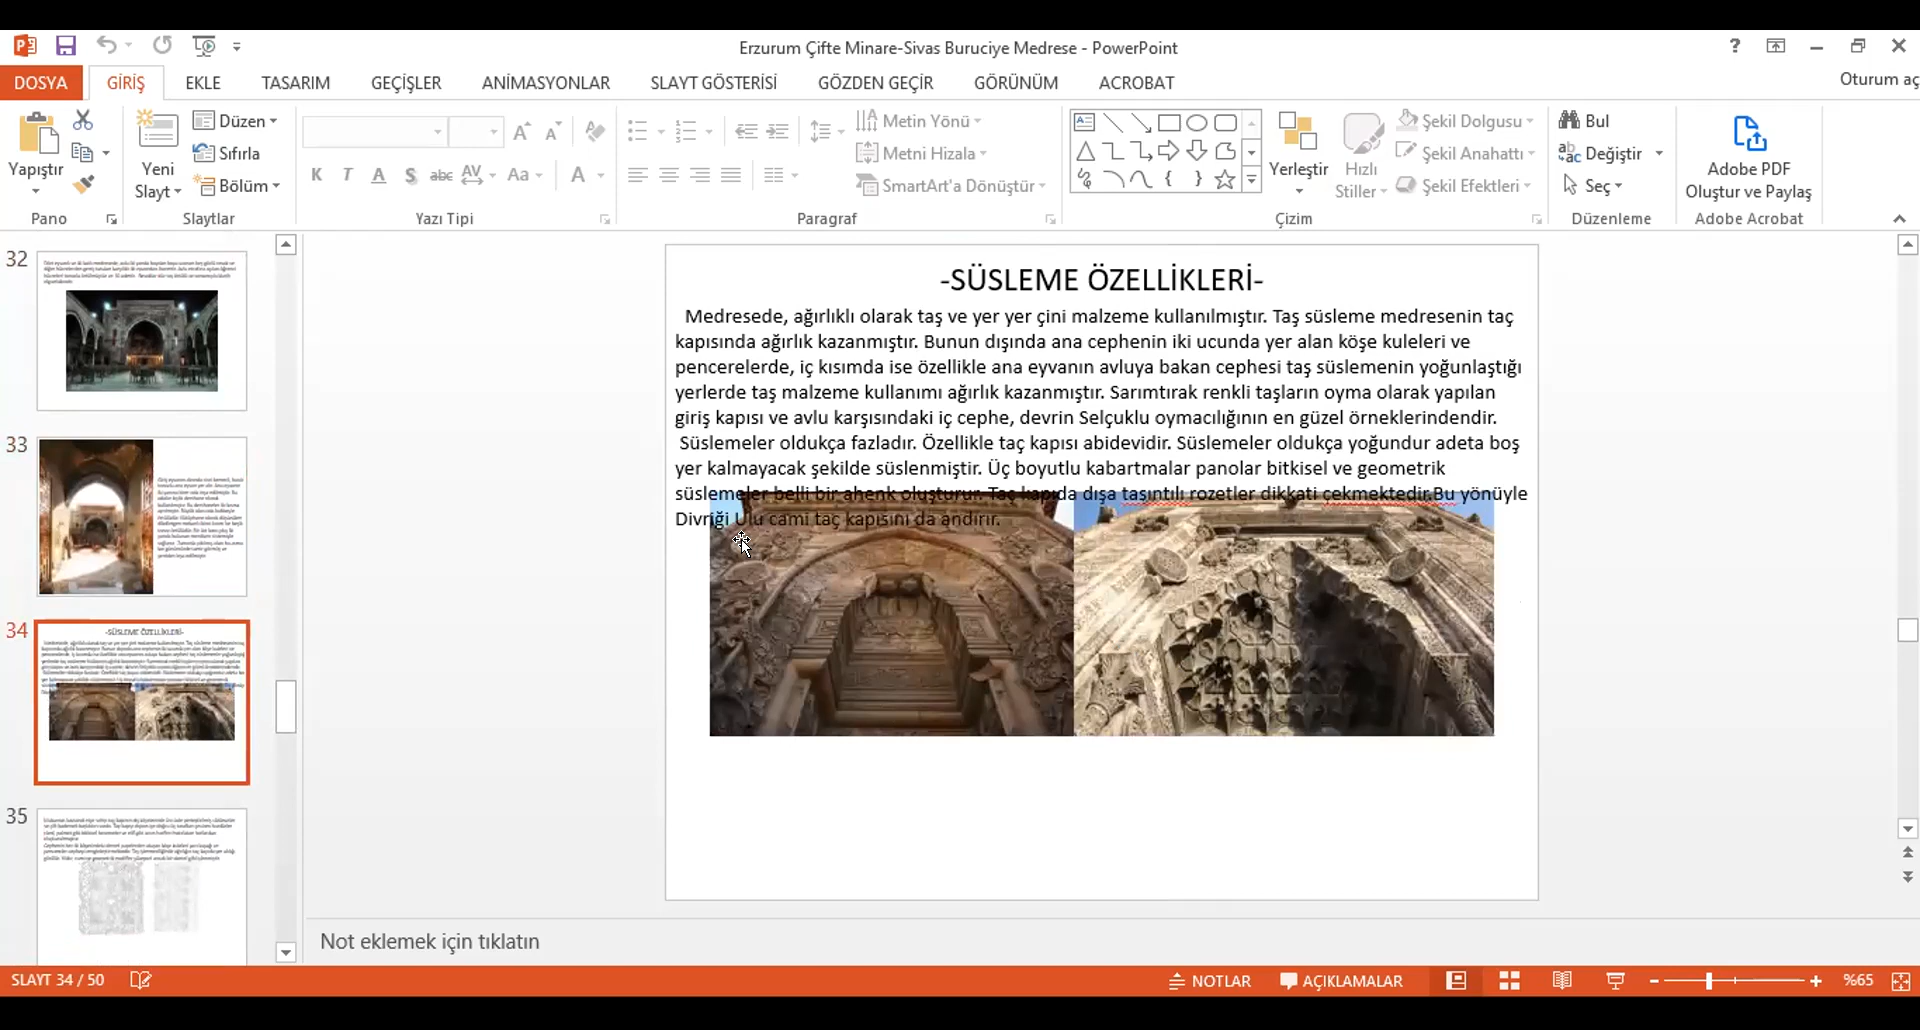 Erzurum Çifte Minare-Sivas Buruciye Medrese - PowerPoint
?
DOSYA GİRİŞ EKLE TASARIM GEÇİŞLER ANİMASYONLAR SLAYT GÖSTERİSİ GÖZDEN GEÇİR GÖRÜNÜM ACROBAT Oturum aç
Yapıştır
Pano
Yeni Slayt
Düzen
Sıfırla
Bölüm
Slaytlar
K T A S abc AV Aa A
Yazı Tipi
Metin Yönü
Metni Hizala
SmartArt'a Dönüştür
Paragraf
Yerleştir
Hızlı Stiller
Şekil Dolgusu
Şekil Anahattı
Şekil Efektleri
Çizim
Bul
Değiştir
Seç
Düzenleme
Adobe PDF
Oluştur ve Paylaş
Adobe Acrobat
32
33
34
-SÜSLEME ÖZELLİKLERİ-
35
-SÜSLEME ÖZELLİKLERİ-
Medresede, ağırlıklı olarak taş ve yer yer çini malzeme kullanılmıştır. Taş süsleme medresenin taç
kapısında ağırlık kazanmıştır. Bunun dışında ana cephenin iki ucunda yer alan köşe kuleleri ve
pencerelerde, iç kısımda ise özellikle ana eyvanın avluya bakan cephesi taş süslemenin yoğunlaştığı
yerlerde taş malzeme kullanımı ağırlık kazanmıştır. Sarımtırak renkli taşların oyma olarak yapılan
giriş kapısı ve avlu karşısındaki iç cephe, devrin Selçuklu oymacılığının en güzel örneklerindendir.
Süslemeler oldukça fazladır. Özellikle taç kapısı abidevidir. Süslemeler oldukça yoğundur adeta boş
yer kalmayacak şekilde süslenmiştir. Üç boyutlu kabartmalar panolar bitkisel ve geometrik
süslemeler belli bir ahenk oluşturur. Taç kapıda dışa taşıntılı rozetler dikkati çekmektedir.Bu yönüyle
Divriği Ulu cami taç kapısını da andırır.
Not eklemek için tıklatın
SLAYT 34 / 50 NOTLAR AÇIKLAMALAR %65